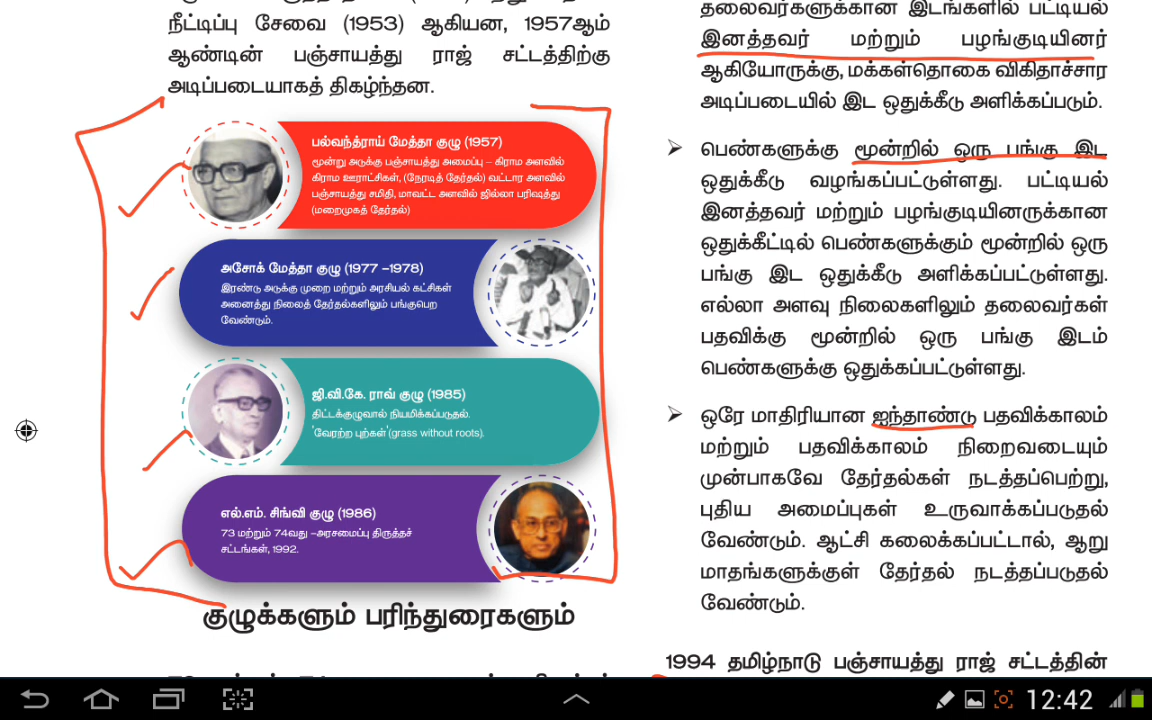 நீட்டிப்பு சேவை (1953) ஆகியன, 1957ஆம்
ஆண்டின் பஞ்சாயத்து ராஜ் சட்டத்திற்கு
அடிப்படையாகத் திகழ்ந்தன.
பல்வந்த்ராய் மேத்தா குழு (1957)
மூன்று அடுக்கு பஞ்சாயத்து அமைப்பு – கிராம அளவில்
கிராம ஊராட்சிகள், (நேரடித் தேர்தல்) வட்டார அளவில்
பஞ்சாயத்து சமிதி, மாவட்ட அளவில் ஜில்லா பரிஷத்து
(மறைமுகத் தேர்தல்)
அசோக் மேத்தா குழு (1977 –1978)
இரண்டு அடுக்கு முறை மற்றும் அரசியல் கட்சிகள்
அனைத்து நிலைத் தேர்தல்களிலும் பங்குபெற
வேண்டும்.
ஜி.வி.கே. ராவ் குழு (1985)
திட்டக்குழுவால் நியமிக்கப்படுதல்.
'வேரற்ற புற்கள்'(grass without roots).
எல்.எம். சிங்வி குழு (1986)
73 மற்றும் 74வது –அரசமைப்பு திருத்தச்
சட்டங்கள், 1992.
குழுக்களும் பரிந்துரைகளும்
தலைவர்களுக்கான இடங்களில் பட்டியல்
இனத்தவர் மற்றும் பழங்குடியினர்
ஆகியோருக்கு, மக்கள்தொகை விகிதாச்சார
அடிப்படையில் இட ஒதுக்கீடு அளிக்கப்படும்.
➢ பெண்களுக்கு மூன்றில் ஒரு பங்கு இட
ஒதுக்கீடு வழங்கப்பட்டுள்ளது. பட்டியல்
இனத்தவர் மற்றும் பழங்குடியினருக்கான
ஒதுக்கீட்டில் பெண்களுக்கும் மூன்றில் ஒரு
பங்கு இட ஒதுக்கீடு அளிக்கப்பட்டுள்ளது.
எல்லா அளவு நிலைகளிலும் தலைவர்கள்
பதவிக்கு மூன்றில் ஒரு பங்கு இடம்
பெண்களுக்கு ஒதுக்கப்பட்டுள்ளது.
➢ ஒரே மாதிரியான ஐந்தாண்டு பதவிக்காலம்
மற்றும் பதவிக்காலம் நிறைவடையும்
முன்பாகவே தேர்தல்கள் நடத்தப்பெற்று,
புதிய அமைப்புகள் உருவாக்கப்படுதல்
வேண்டும். ஆட்சி கலைக்கப்பட்டால், ஆறு
மாதங்களுக்குள் தேர்தல் நடத்தப்படுதல்
வேண்டும்.
1994 தமிழ்நாடு பஞ்சாயத்து ராஜ் சட்டத்தின்
12:42